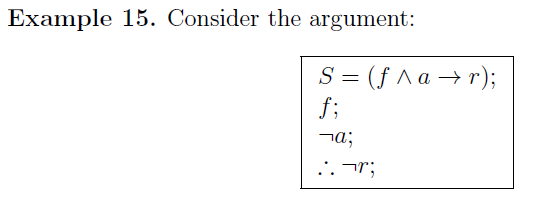 Example 15. Consider the argument:
S = (f ∧ a → r);
f;
¬a;
∴ ¬r;